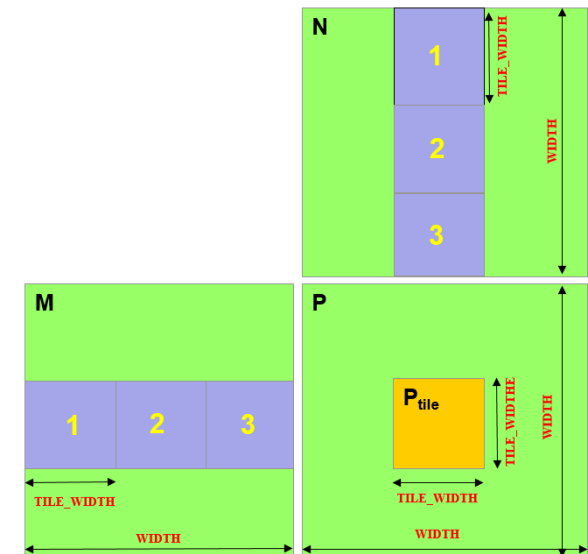 N
1
TILE_WIDTH
2
WIDTH
3
M
P
1
2
3
Ptile
TILE_WIDTHE
WIDTH
TILE_WIDTH
TILE_WIDTH
WIDTH
WIDTH